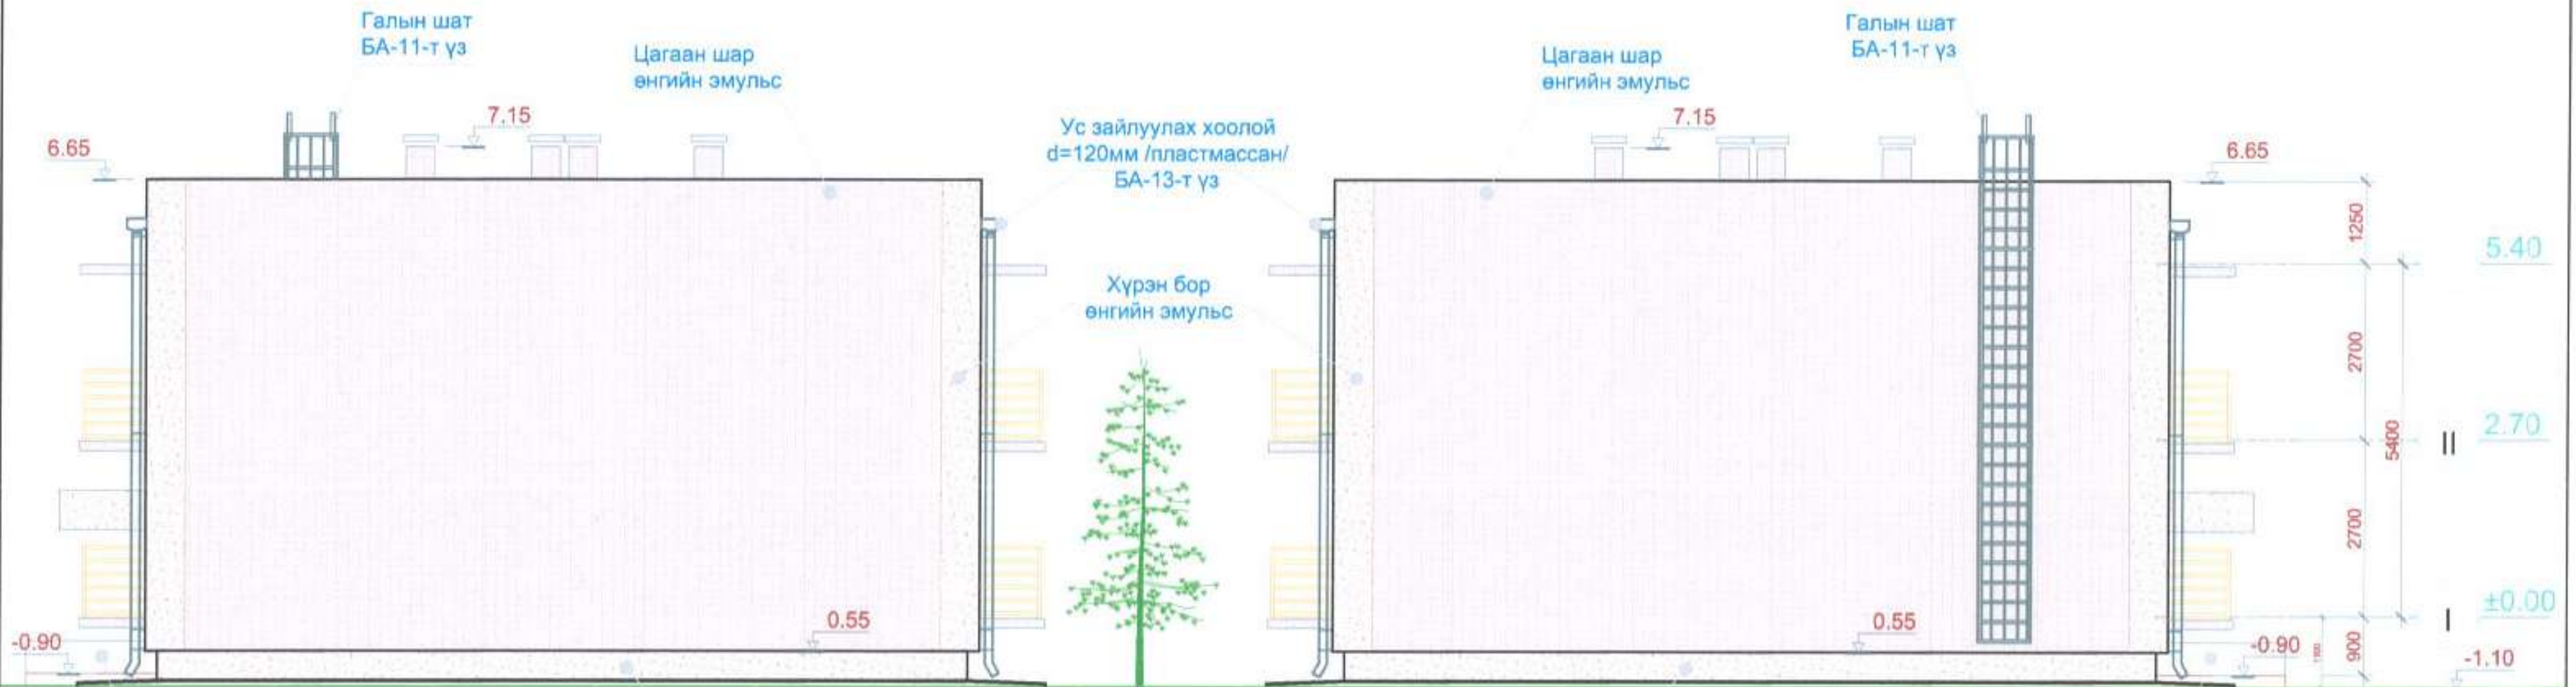 Галын шат
БА-11-т үз
Цагаан шар
өнгийн эмульс
7.15
6.65
Ус зайлуулах хоолой
d=120мм /пластмассан/
БА-13-т үз
Хүрэн бор
өнгийн эмульс
0.55
-0.90
Цагаан шар
өнгийн эмульс
Галын шат
БА-11-т үз
7.15
6.65
1250
5.40
2700
5400
II
2.70
2700
I
±0.00
0.55
-0.90
900
-1.10